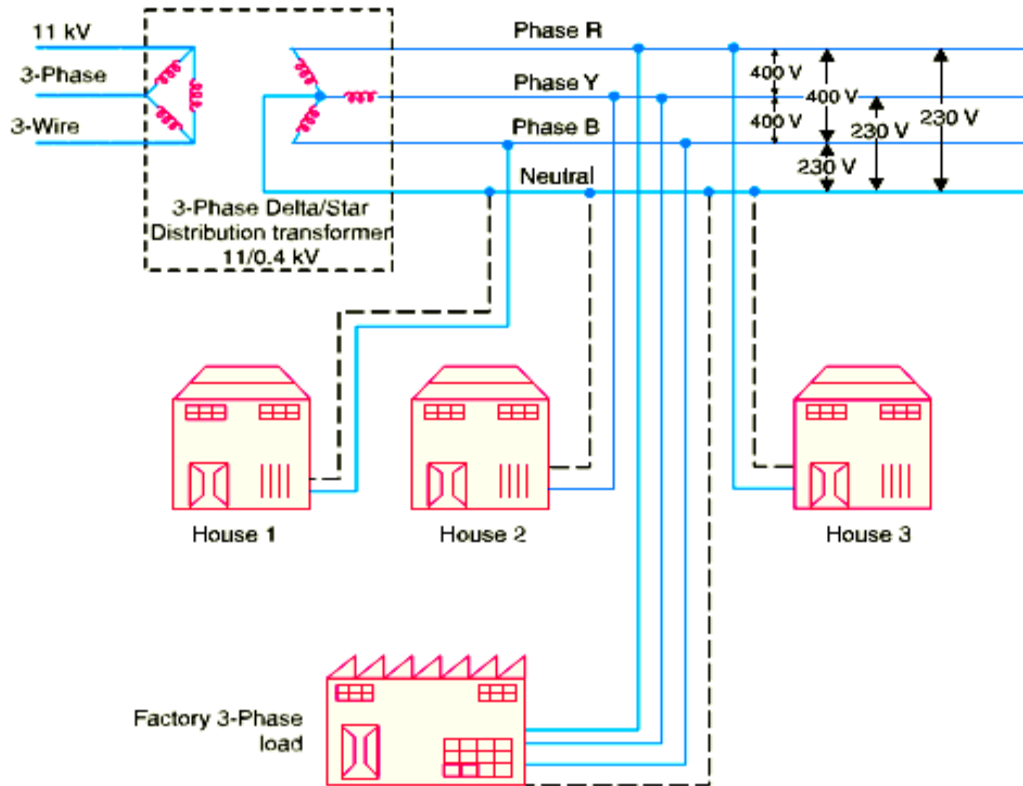 11 kV
3-Phase
3-Wire
3-Phase Delta/Star
Distribution transformer
11/0.4 kV
Phase R
Phase Y
Phase B
Neutral
400 V
400 V
400 V
230 V
230 V
230 V
House 1
House 2
House 3
Factory 3-Phase
load